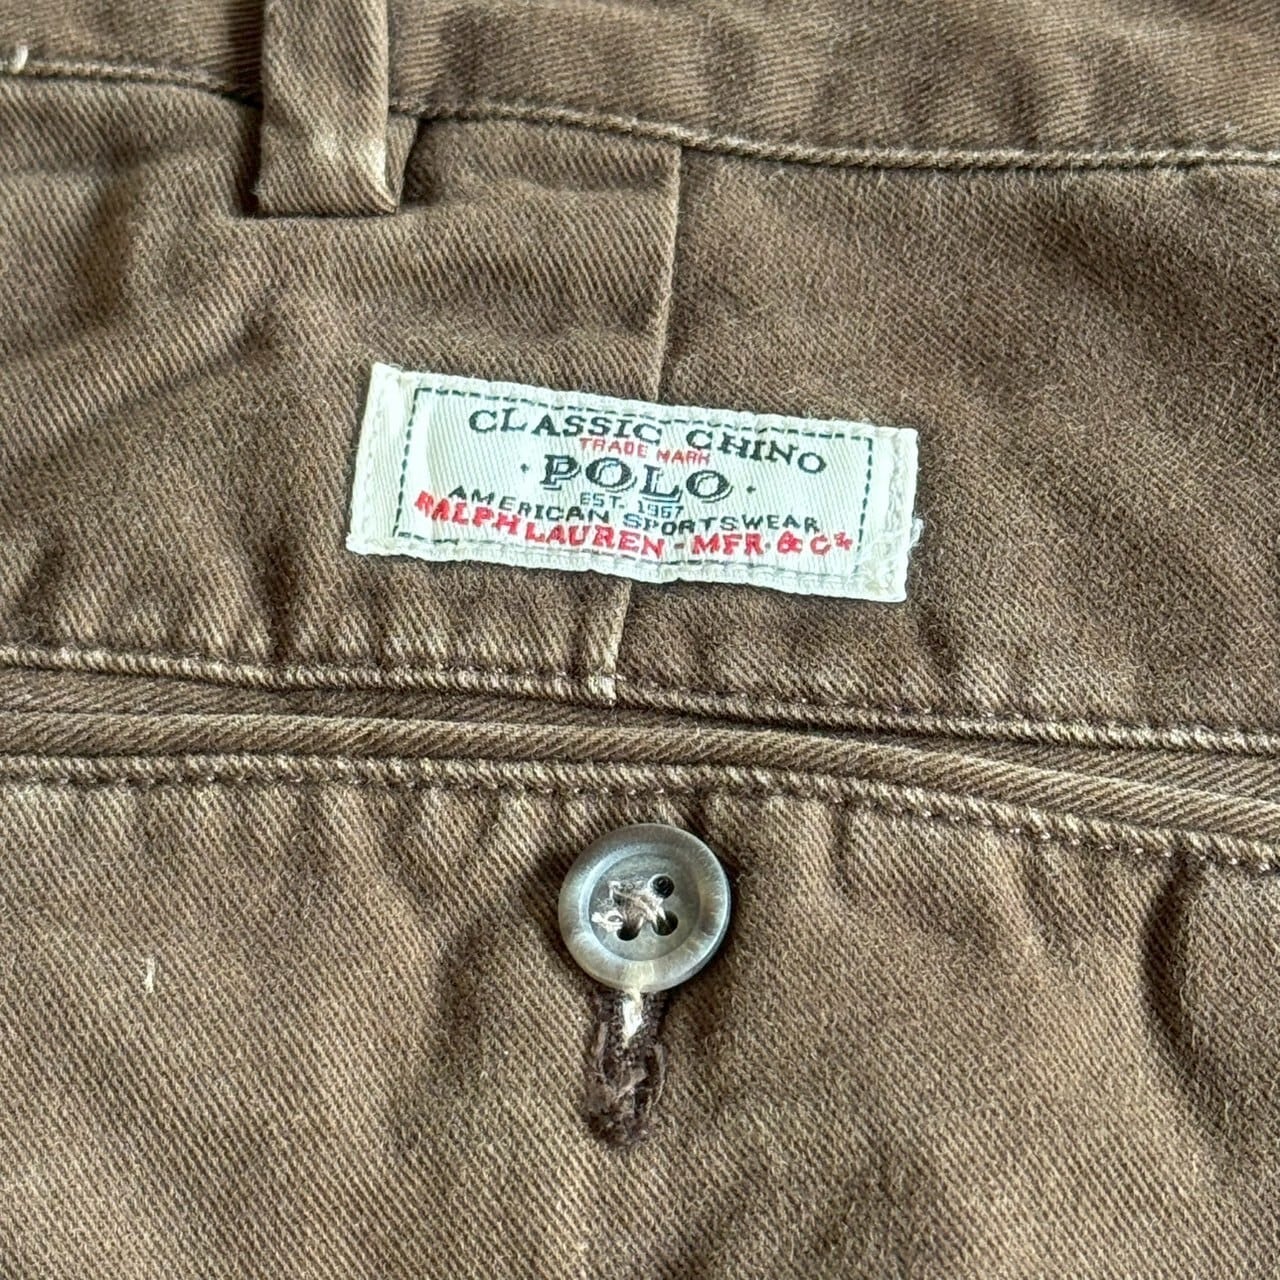 CLASSIC CHINO
TRADE MARK
· POLO ·
EST. 1967
AMERICAN SPORTSWEAR
RALPH LAUREN - MFR. & Co